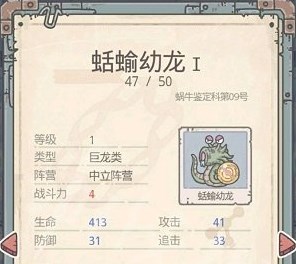 蛞蝓幼龙 I
47 / 50
蜗牛鉴定科第09号
等级 1
类型 巨龙类
阵营 中立阵营
战斗力 4
蛞蝓幼龙
生命 413 攻击 41
防御 31 追击 33